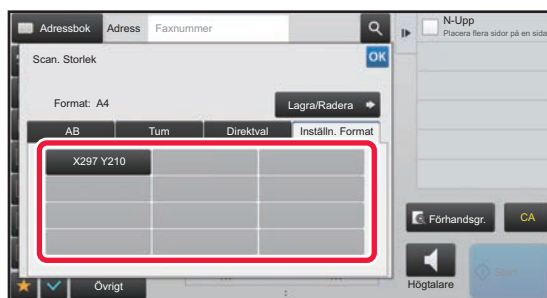 Adressbok
Adress
Faxnummer
N-Upp
Placera flera sidor på en sida
Scan. Storlek
OK
Format: A4
Lagra/Radera
AB
Tum
Direktval
Inställn. Format
X297 Y210
Förhandsgr.
CA
Högtalare
Start
Övrigt